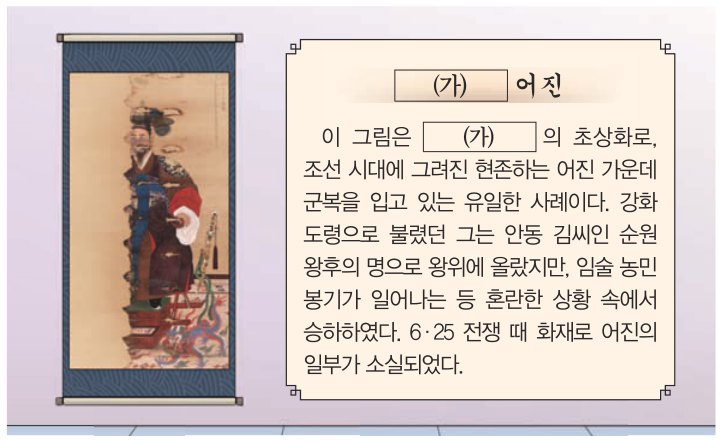 (가) 어진
이 그림은 (가) 의 초상화로,
조선 시대에 그려진 현존하는 어진 가운데
군복을 입고 있는 유일한 사례이다. 강화
도령으로 불렸던 그는 안동 김씨인 순원
왕후의 명으로 왕위에 올랐지만, 임술 농민
봉기가 일어나는 등 혼란한 상황 속에서
승하하였다. 6·25 전쟁 때 화재로 어진의
일부가 소실되었다.